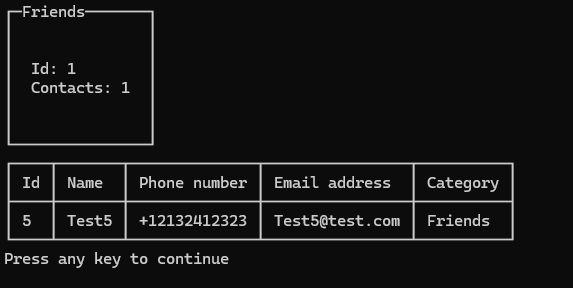 Friends
Id: 1
Contacts: 1
Id Name Phone number Email address Category
5 Test5 +12132412323 Test5@test.com Friends
Press any key to continue